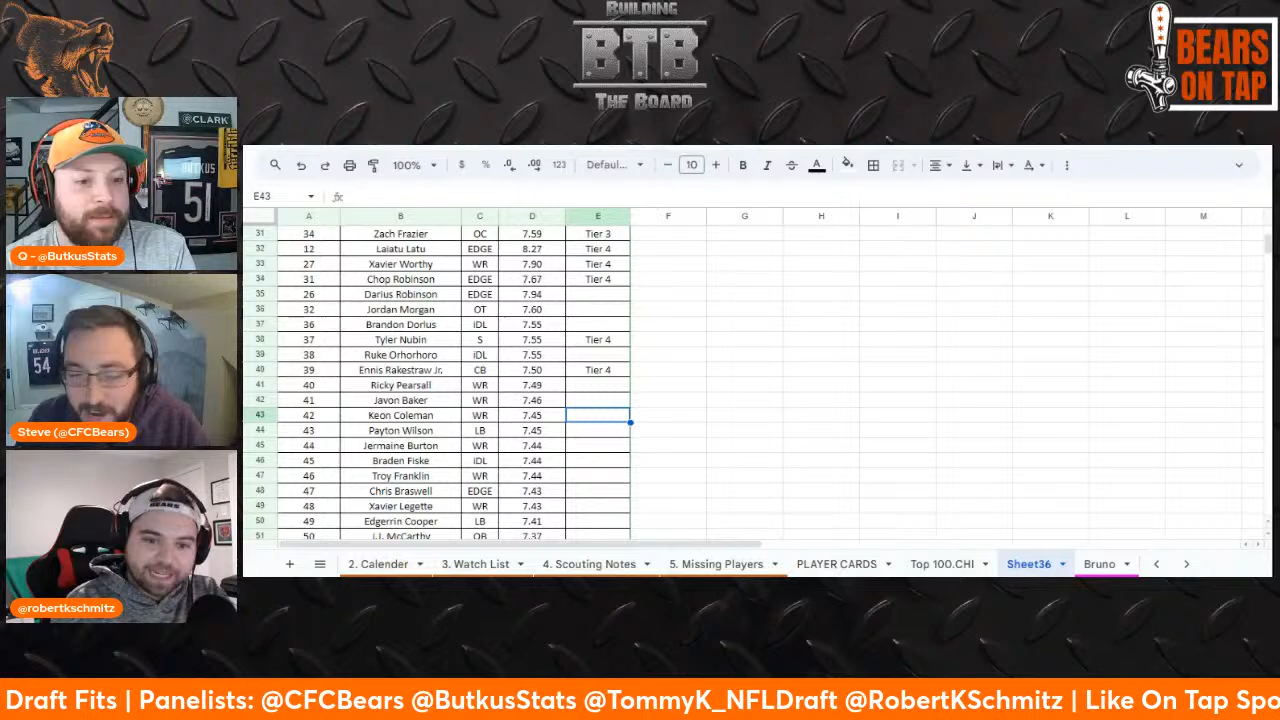 BUILDING
BTB
THE BOARD
BEARS
ON TAP
@CLARK
BUTKUS
51
Q - @ButkusStats
54
Steve (@CFCBears)
BEARS
@robertkschmitz
100% $ % .0 .00 123 Defaul... − 10 + B I S A
E43 fx
A B C D E F G H I J K L M
31 34 Zach Frazier OC 7.59 Tier 3
32 12 Laiatu Latu EDGE 8.27 Tier 4
33 27 Xavier Worthy WR 7.90 Tier 4
34 31 Chop Robinson EDGE 7.67 Tier 4
35 26 Darius Robinson EDGE 7.94
36 32 Jordan Morgan OT 7.60
37 36 Brandon Dorlus iDL 7.55
38 37 Tyler Nubin S 7.55 Tier 4
39 38 Ruke Orhorhoro iDL 7.55
40 39 Ennis Rakestraw Jr. CB 7.50 Tier 4
41 40 Ricky Pearsall WR 7.49
42 41 Javon Baker WR 7.46
43 42 Keon Coleman WR 7.45
44 43 Payton Wilson LB 7.45
45 44 Jermaine Burton WR 7.44
46 45 Braden Fiske iDL 7.44
47 46 Troy Franklin WR 7.44
48 47 Chris Braswell EDGE 7.43
49 48 Xavier Legette WR 7.43
50 49 Edgerrin Cooper LB 7.41
51 50 J.J. McCarthy QB 7.37
+ 2. Calender 3. Watch List 4. Scouting Notes 5. Missing Players PLAYER CARDS Top 100.CHI Sheet36 Bruno
Draft Fits | Panelists: @CFCBears @ButkusStats @TommyK_NFLDraft @RobertKSchmitz | Like On Tap Spo